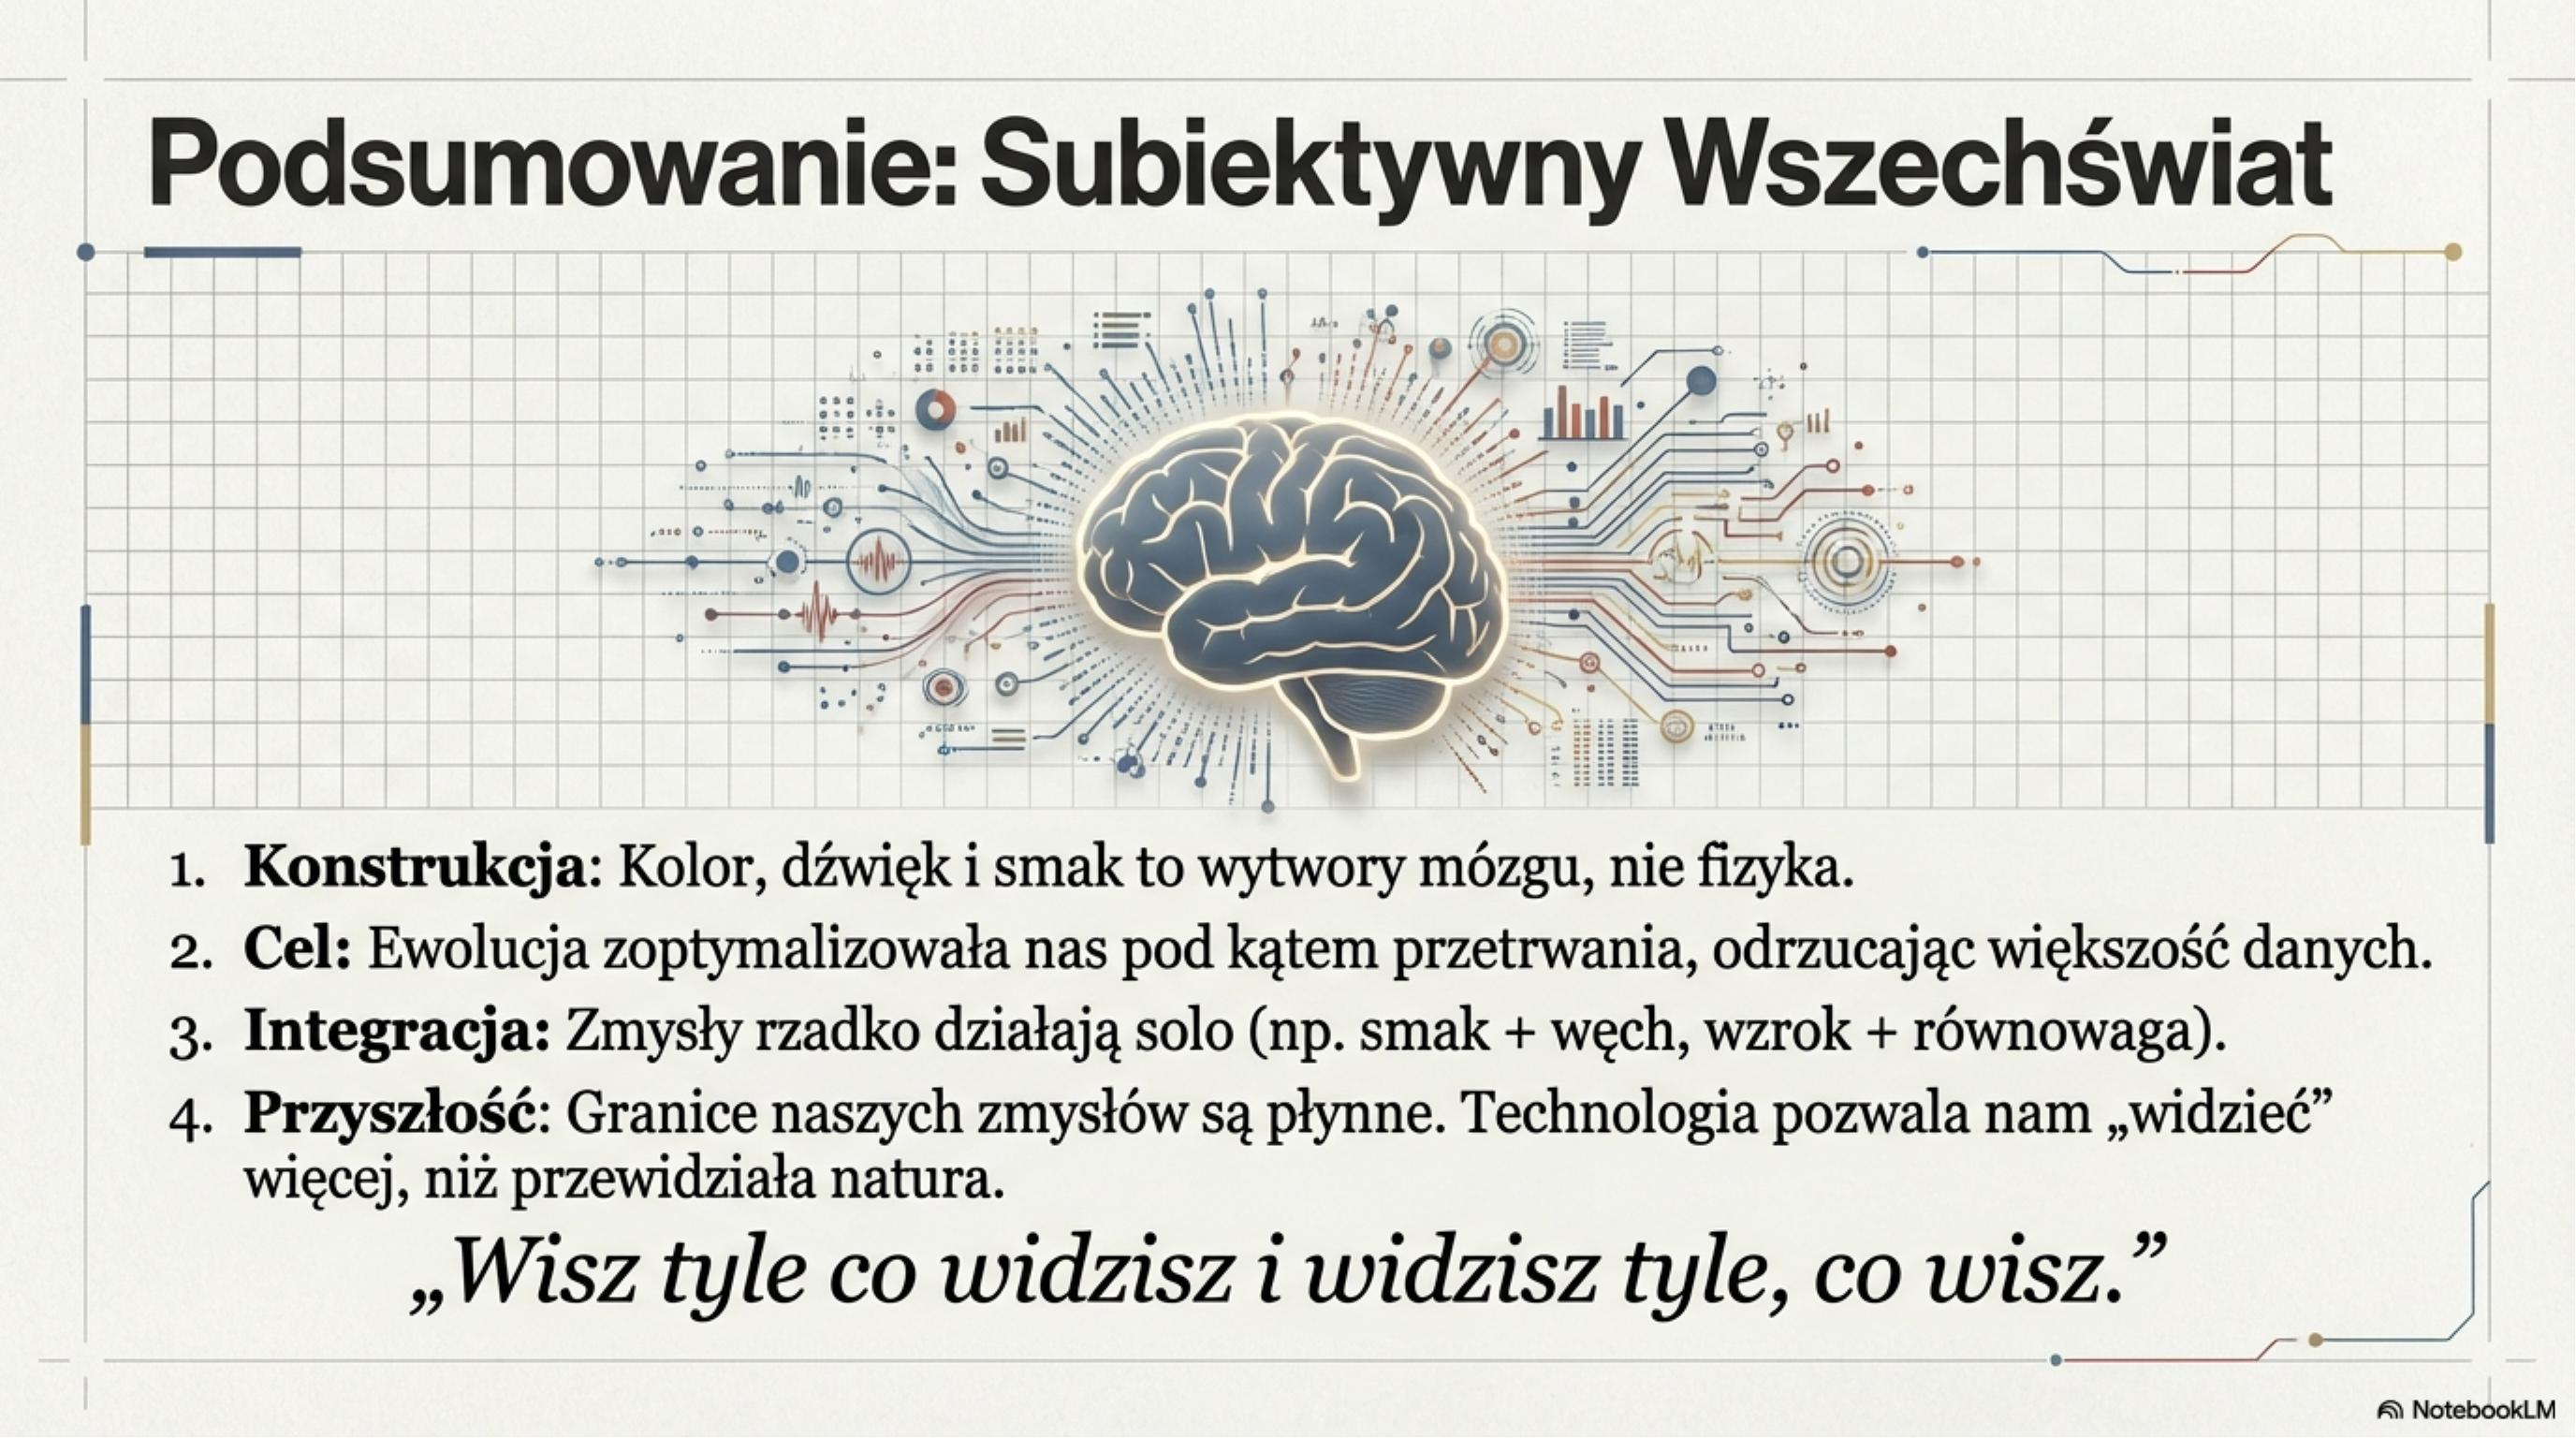 Podsumowanie: Subiektywny Wszechświat
1. Konstrukcja: Kolor, dźwięk i smak to wytwory mózgu, nie fizyka.
2. Cel: Ewolucja zoptymalizowała nas pod kątem przetrwania, odrzucając większość danych.
3. Integracja: Zmysły rzadko działają solo (np. smak + węch, wzrok + równowaga).
4. Przyszłość: Granice naszych zmysłów są płynne. Technologia pozwala nam „widzieć”
więcej, niż przewidziała natura.
„Wisz tyle co widzisz i widzisz tyle, co wisz.”
NotebookLM